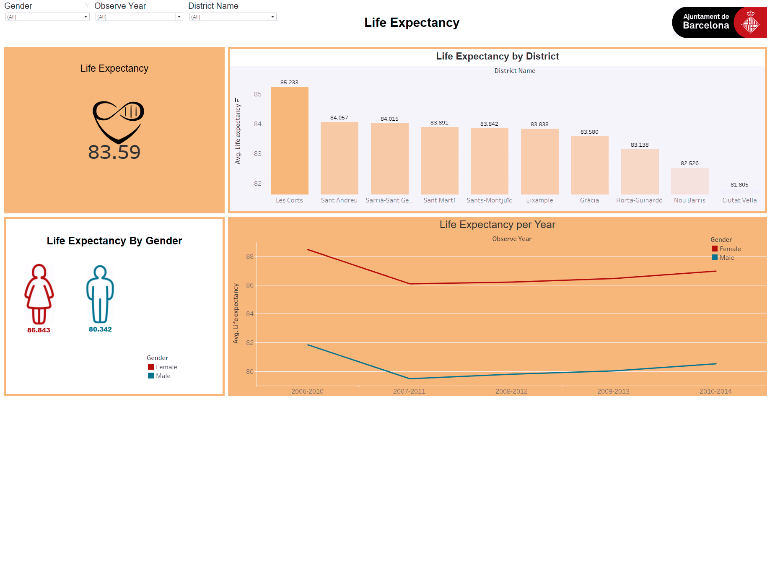 Gender
Observe Year
District Name
(All)
(All)
(All)
Life Expectancy
Ajuntament de
Barcelona
Life Expectancy
83.59
Life Expectancy by District
District Name
Avg. Life expectancy
85
84
83
82
85.233
84.057
84.015
83.891
83.842
83.838
83.580
83.138
82.526
81.605
Les Corts
Sant Andreu
Sarria-Sant Ge..
Sant Martí
Sants-Montjuïc
Eixample
Gràcia
Horta-Guinardó
Nou Barris
Ciutat Vella
Life Expectancy By Gender
86.843
80.342
Gender
Female
Male
Life Expectancy per Year
Observe Year
Gender
Female
Male
Avg. Life expectancy
88
86
84
82
80
2006-2010
2007-2011
2008-2012
2009-2013
2010-2014